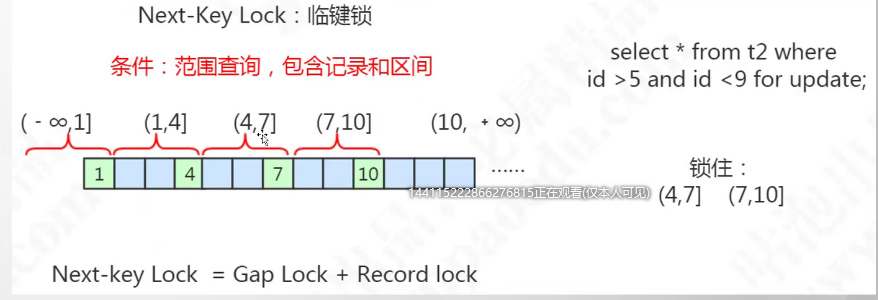 Next-Key Lock：临键锁
条件：范围查询，包含记录和区间
select * from t2 where
id >5 and id <9 for update;
(－∞,1] (1,4] (4,7] (7,10] (10, ＋∞)
1 4 7 10 ……
144115222866276815正在观看(仅本人可见)
锁住：
(4,7] (7,10]
Next-key Lock = Gap Lock + Record lock